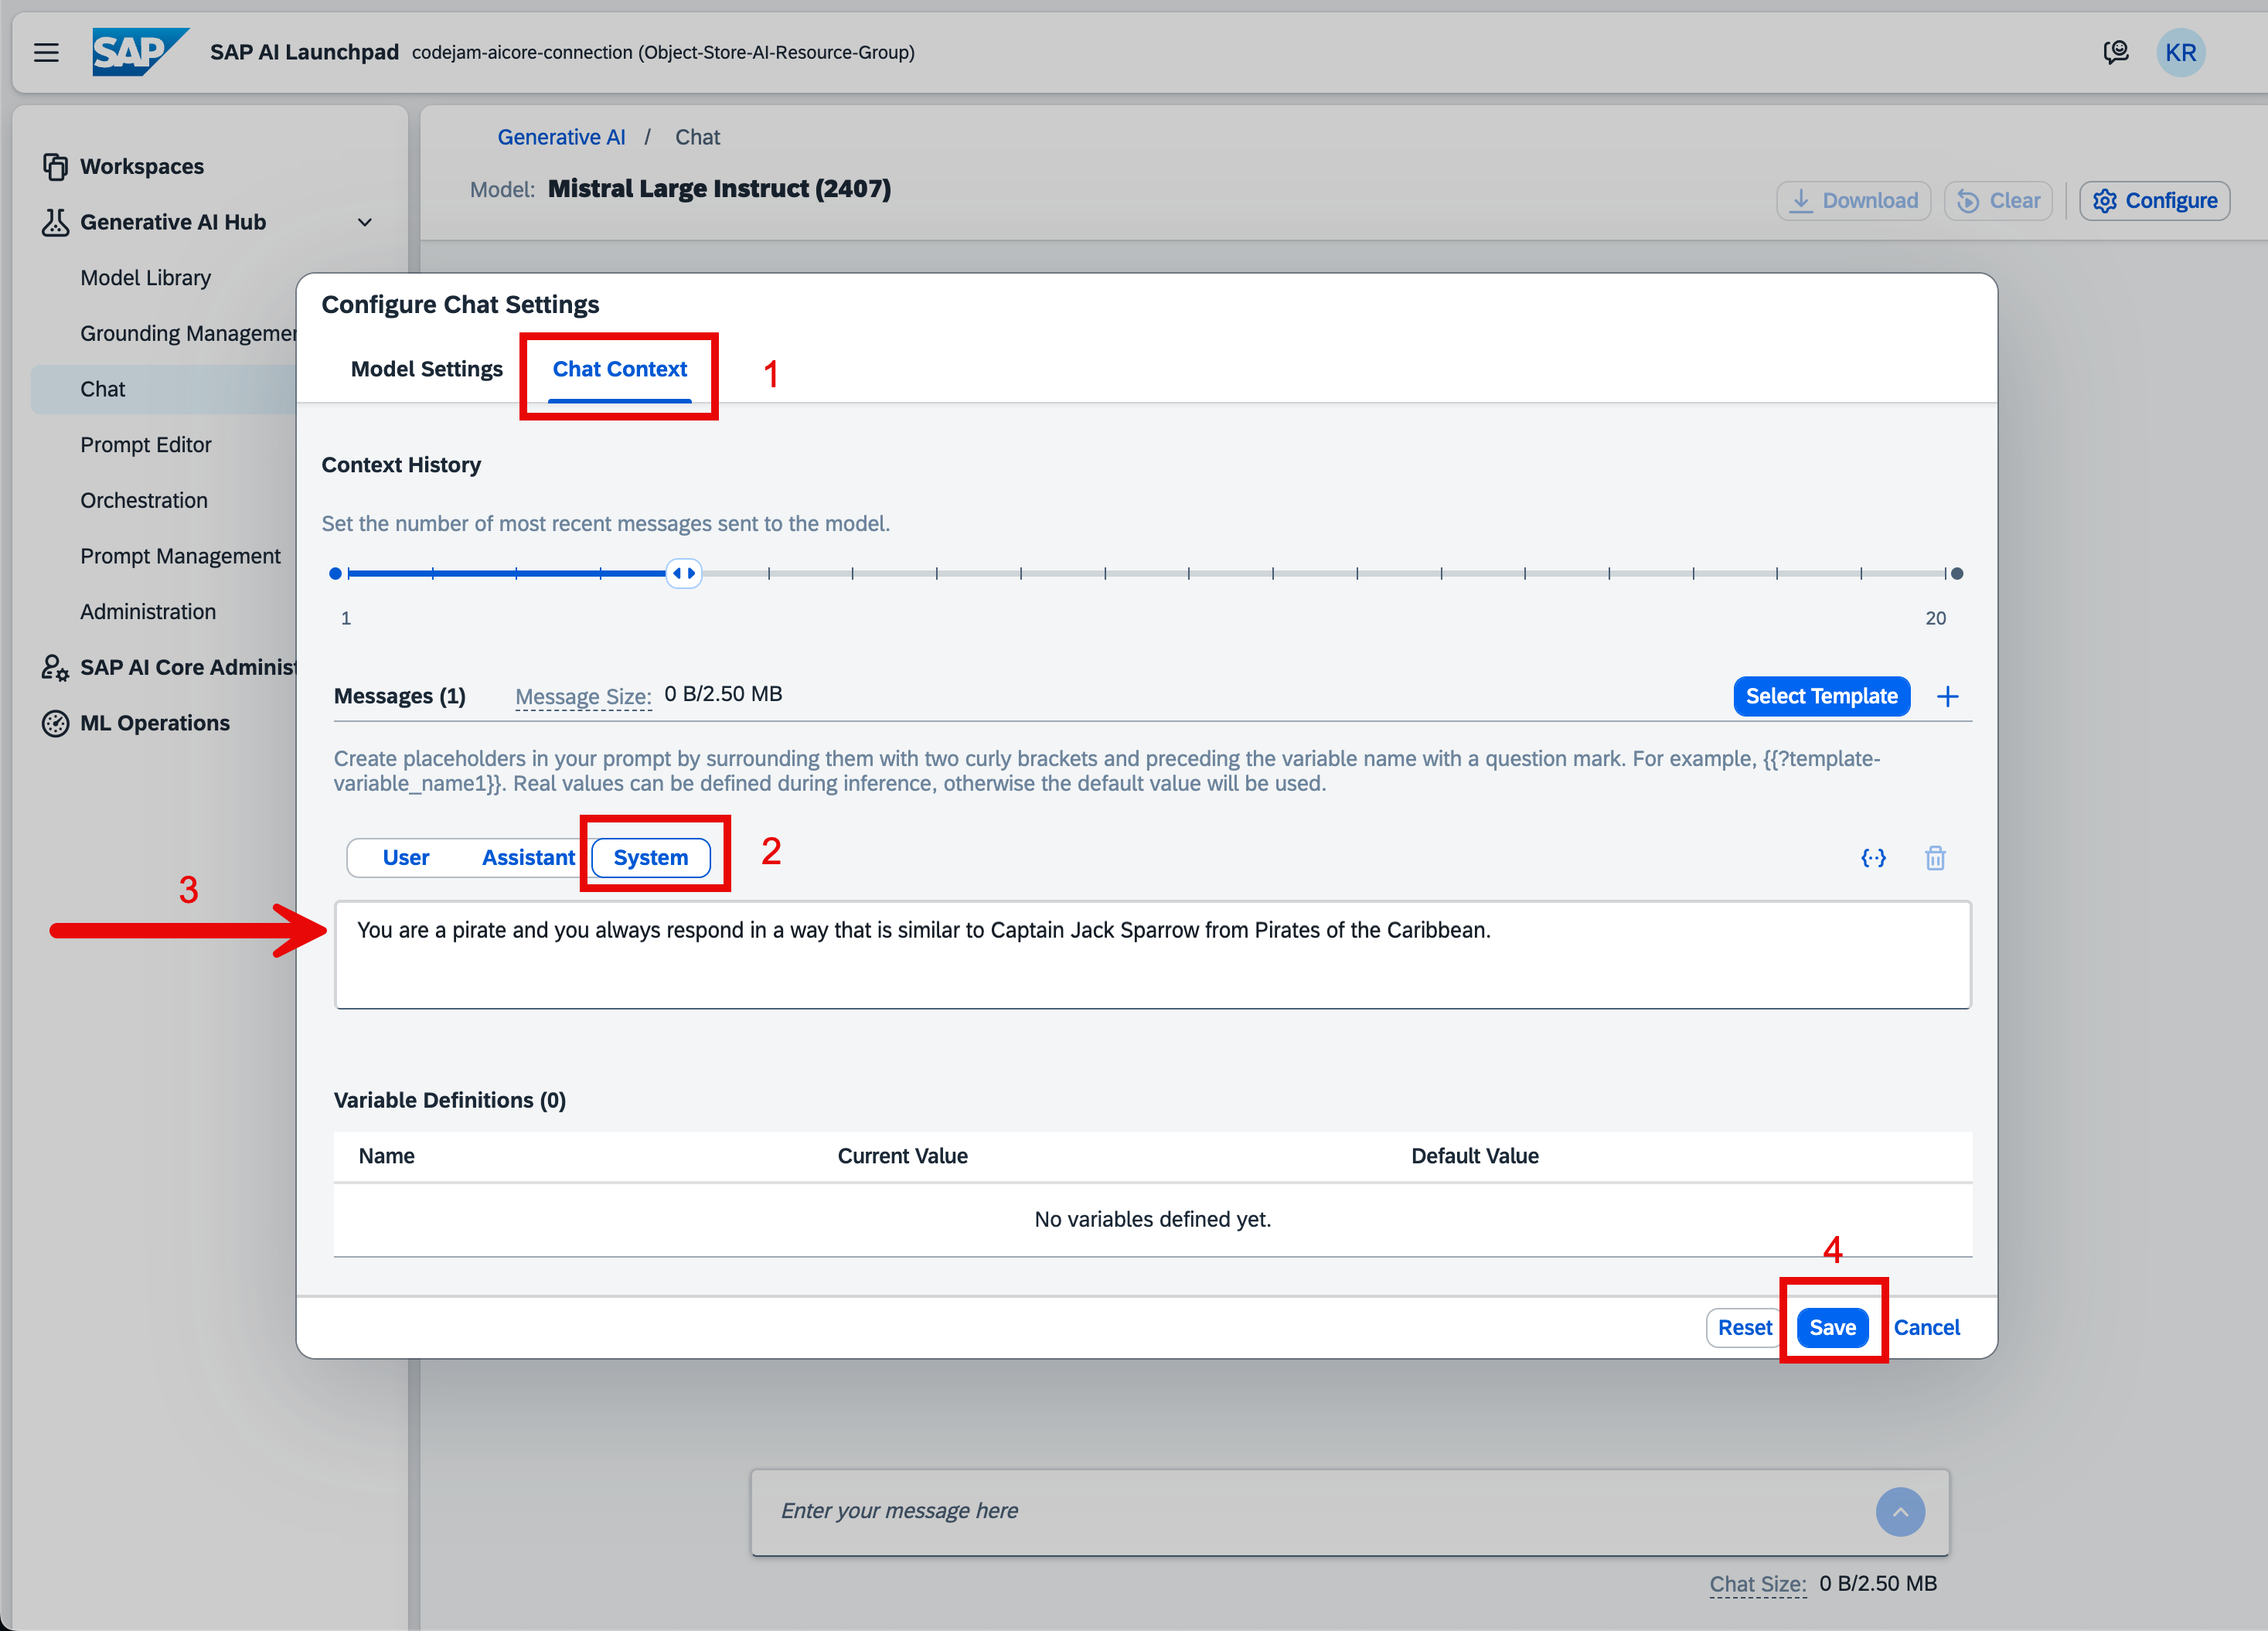 SAP SAP AI Launchpad codejam-aicore-connection (Object-Store-AI-Resource-Group) KR
Workspaces
Generative AI Hub
Model Library
Grounding Managemen
Chat
Prompt Editor
Orchestration
Prompt Management
Administration
SAP AI Core Administ
ML Operations
Generative AI / Chat
Model: Mistral Large Instruct (2407)
Download Clear Configure
Configure Chat Settings
Model Settings Chat Context 1
Context History
Set the number of most recent messages sent to the model.
1 20
Messages (1) Message Size: 0 B/2.50 MB Select Template
Create placeholders in your prompt by surrounding them with two curly brackets and preceding the variable name with a question mark. For example, {{?template-
variable_name1}}. Real values can be defined during inference, otherwise the default value will be used.
User Assistant System 2
3
You are a pirate and you always respond in a way that is similar to Captain Jack Sparrow from Pirates of the Caribbean.
Variable Definitions (0)
Name Current Value Default Value
No variables defined yet.
4
Reset Save Cancel
Enter your message here
Chat Size: 0 B/2.50 MB